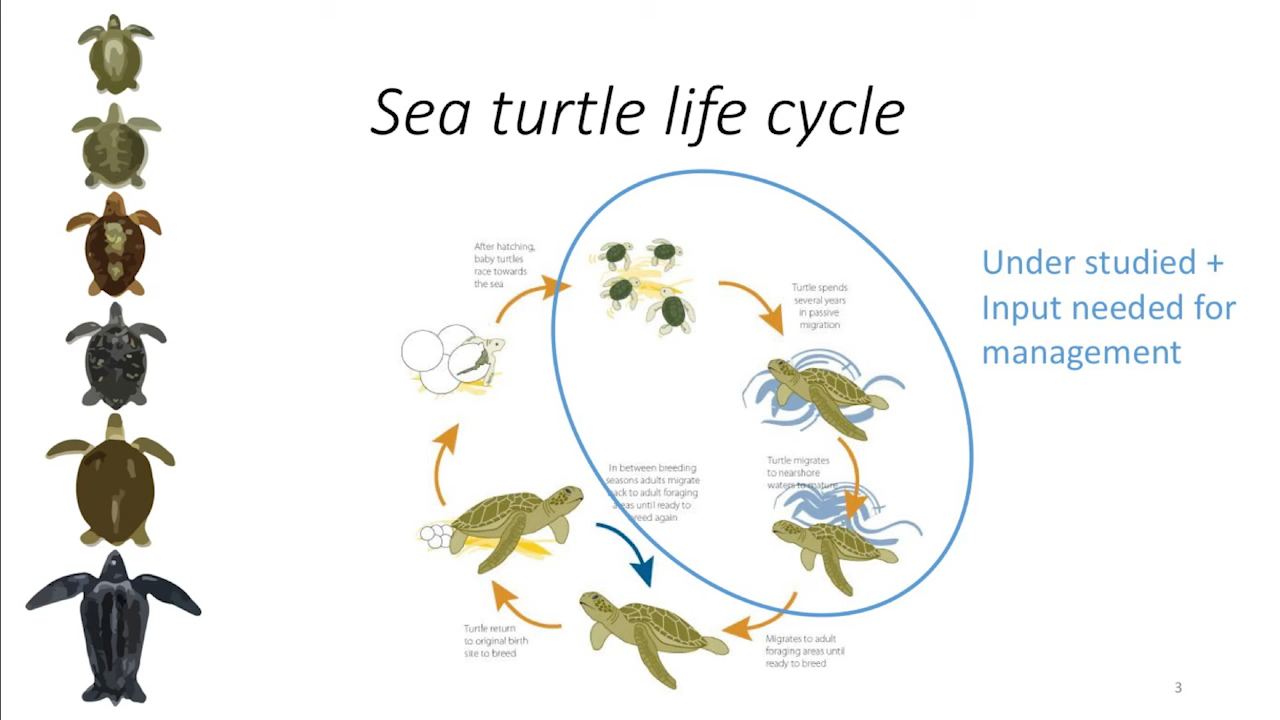 Sea turtle life cycle
After hatching,
baby turtles
race towards
the sea
Turtle spends
several years
in passive
migration
Under studied +
Input needed for
management
Turtle migrates
to nearshore
waters to mature
In between breeding
seasons adults migrate
back to adult foraging
areas until ready to
breed again
Turtle return
to original birth
site to breed
Migrates to adult
foraging areas until
ready to breed
3